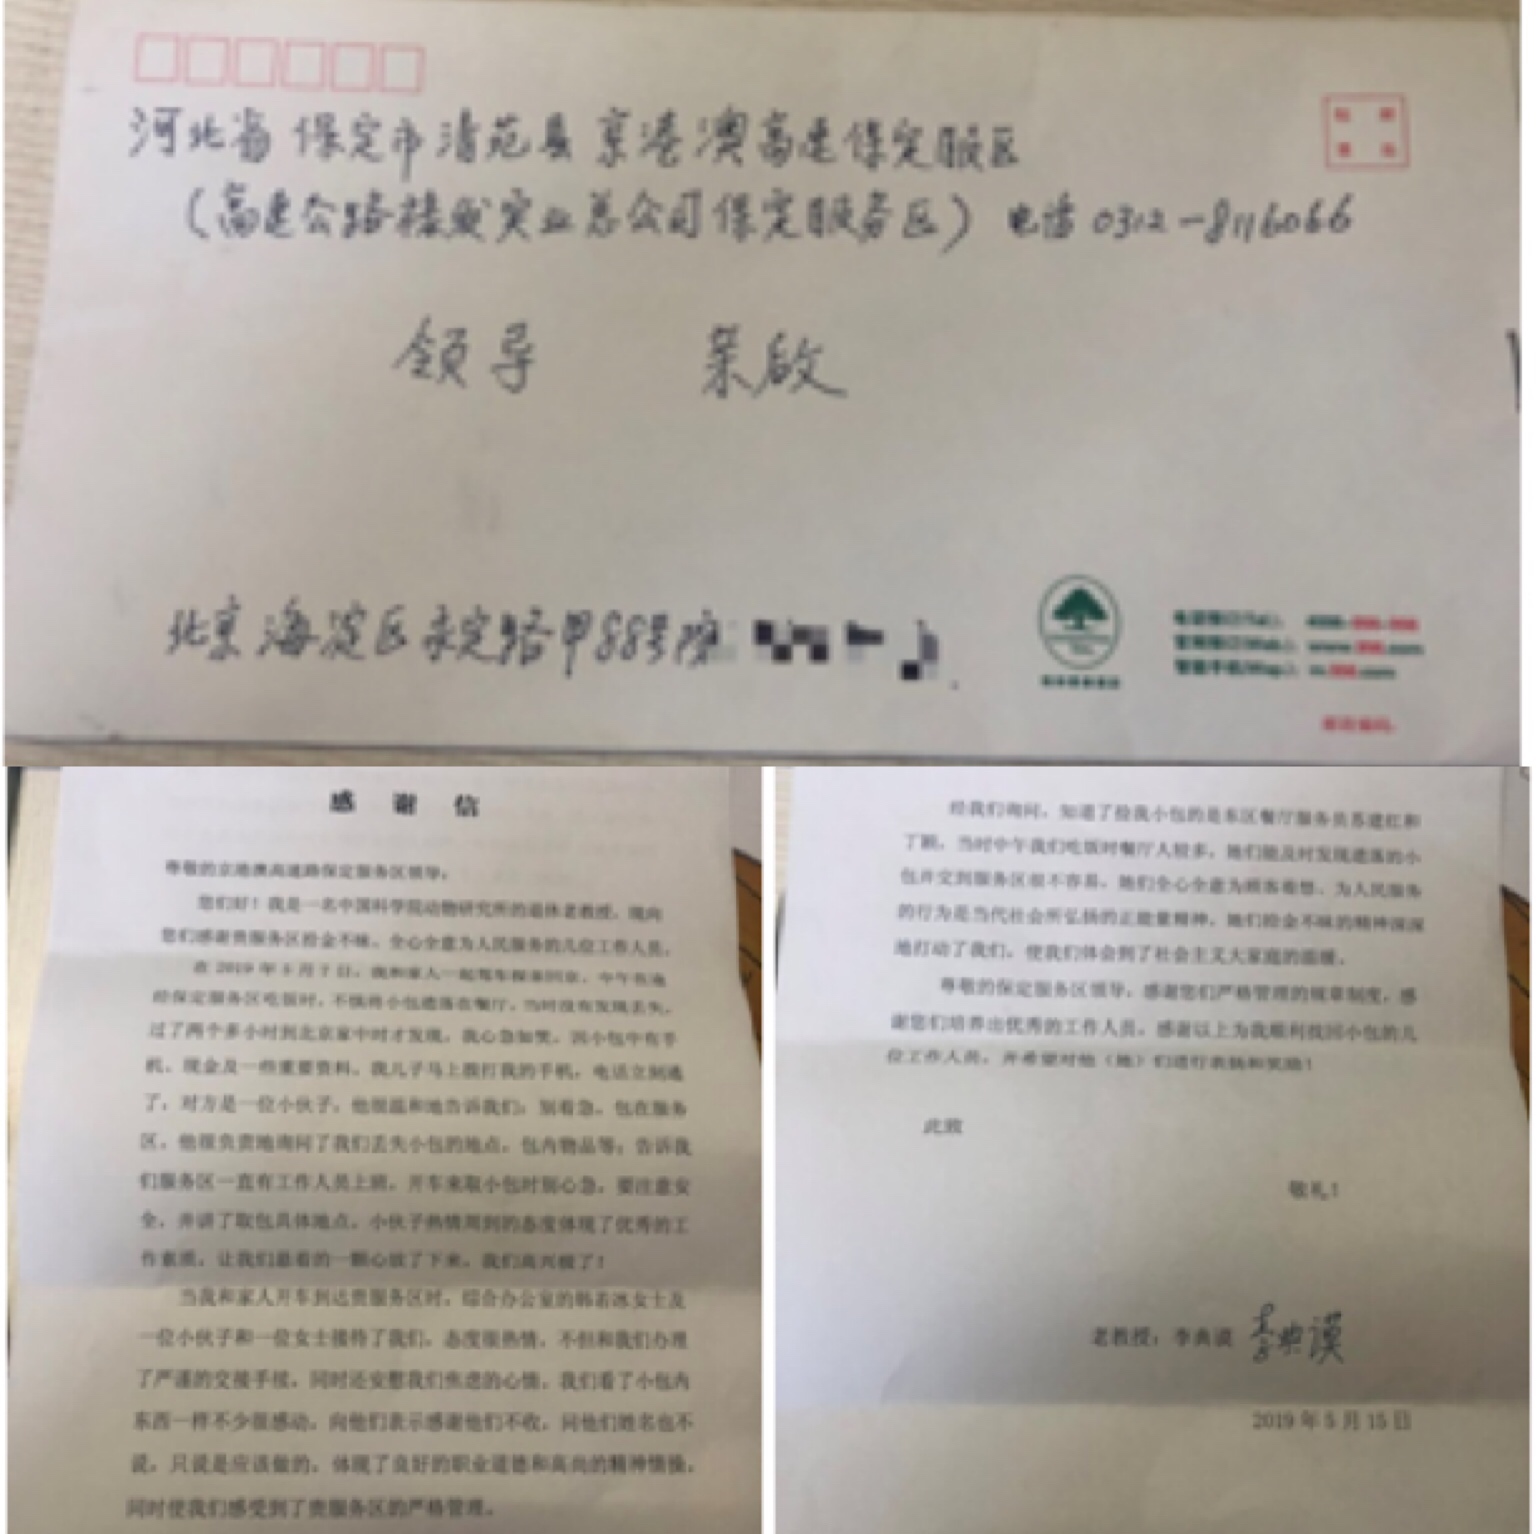 河北省 保定市清苑县京港澳高速保定服区
（高速公路 实业总公司保定服务区）电话 0312-8116066
领导 荣啟
北京海淀区永定路甲88号院
感谢信
尊敬的京港澳高速路保定服务区领导：
您们好！我是一名中国科学院动物研究所的退休老教授，现向
您们感谢贵服务区拾金不昧、全心全意为人民服务的几位工作人员。
在 2019 年 5 月 7 日，我和家人一起驾车探亲回京，中午在途
经保定服务区吃饭时，不慎将小包遗落在餐厅，当时没有发现丢失，
过了两个多小时到北京家中时才发现，我心急如焚，因小包中有手
机、现金及一些重要资料。我儿子马上拨打我的手机，电话立刻通
了，对方是一位小伙子，他很温和地告诉我们：别着急，包在服务
区，他很负责地询问了我们丢失小包的地点，包内物品等；告诉我
们服务区一直有工作人员上班，开车来取小包时别心急，要注意安
全，并讲了取包具体地点。小伙子热情周到的态度体现了优秀的工
作素质，让我们悬着的一颗心放了下来，我们高兴极了！
当我和家人开车到达贵服务区时，综合办公室的韩若冰女士及
一位小伙子和一位女士接待了我们，态度很热情，不但和我们办理
了严谨的交接手续，同时还安慰我们焦虑的心情。我们看了小包内
东西一样不少很感动，向他们表示感谢他们不收，问他们姓名也不
说，只说是应该做的，体现了良好的职业道德和高尚的精神情操，
同时使我们感受到了贵服务区的严格管理。
经我们询问，知道了捡我小包的是东区餐厅服务员苏建红和
丁颖，当时中午我们吃饭时餐厅人较多，她们能及时发现遗落的小
包并交到服务区很不容易，她们全心全意为顾客着想、为人民服务
的行为是当代社会所弘扬的正能量精神，她们拾金不昧的精神深深
地打动了我们，使我们体会到了社会主义大家庭的温暖。
尊敬的保定服务区领导，感谢您们严格管理的规章制度，感
谢您们培养出优秀的工作人员，感谢以上为我顺利找回小包的几
位工作人员，并希望对他（她）们进行表扬和奖励！
此致
敬礼！
老教授：李典谟 李典谟
2019 年 5 月 15 日